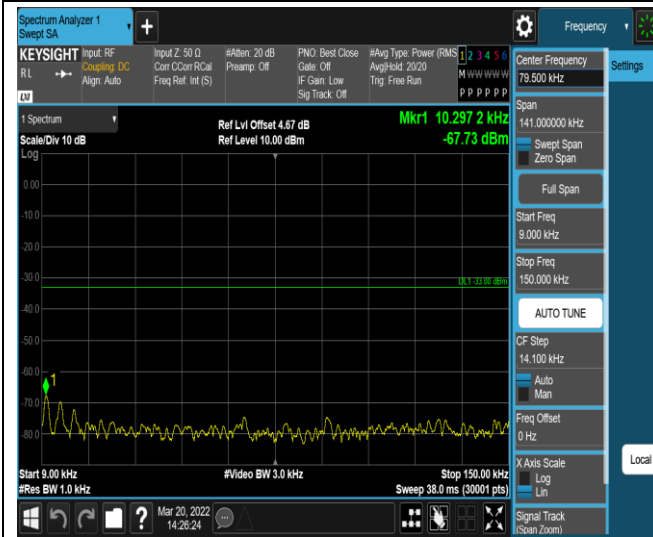 Spectrum Analyzer 1
Swept SA
+
Frequency
KEYSIGHT
RL
LXI
Input: RF
Coupling: DC
Align: Auto
Input Z: 50 Ω
Corr CCorr RCal
Freq Ref: Int (S)
#Atten: 20 dB
Preamp: Off
PNO: Best Close
Gate: Off
IF Gain: Low
Sig Track: Off
#Avg Type: Power (RMS
Avg|Hold: 20/20
Trig: Free Run
1 2 3 4 5 6
M W W W W W
P P P P P P
1 Spectrum
Scale/Div 10 dB
Ref Lvl Offset 4.67 dB
Ref Level 10.00 dBm
Mkr1 10.297 2 kHz
-67.73 dBm
Log
0.00
-10.0
-20.0
-30.0
DL1 -33.00 dBm
-40.0
-50.0
-60.0
1
-70.0
-80.0
Start 9.00 kHz
#Res BW 1.0 kHz
#Video BW 3.0 kHz
Stop 150.00 kHz
Sweep 38.0 ms (30001 pts)
?
Mar 20, 2022
14:26:24
Center Frequency
79.500 kHz
Span
141.000000 kHz
Swept Span
Zero Span
Full Span
Start Freq
9.000 kHz
Stop Freq
150.000 kHz
AUTO TUNE
CF Step
14.100 kHz
Auto
Man
Freq Offset
0 Hz
X Axis Scale
Log
Lin
Signal Track
(Span Zoom)
Settings
Local